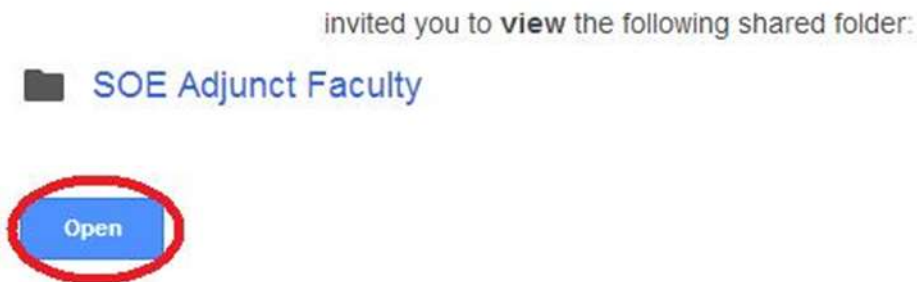 invited you to view the following shared folder:
SOE Adjunct Faculty
Open